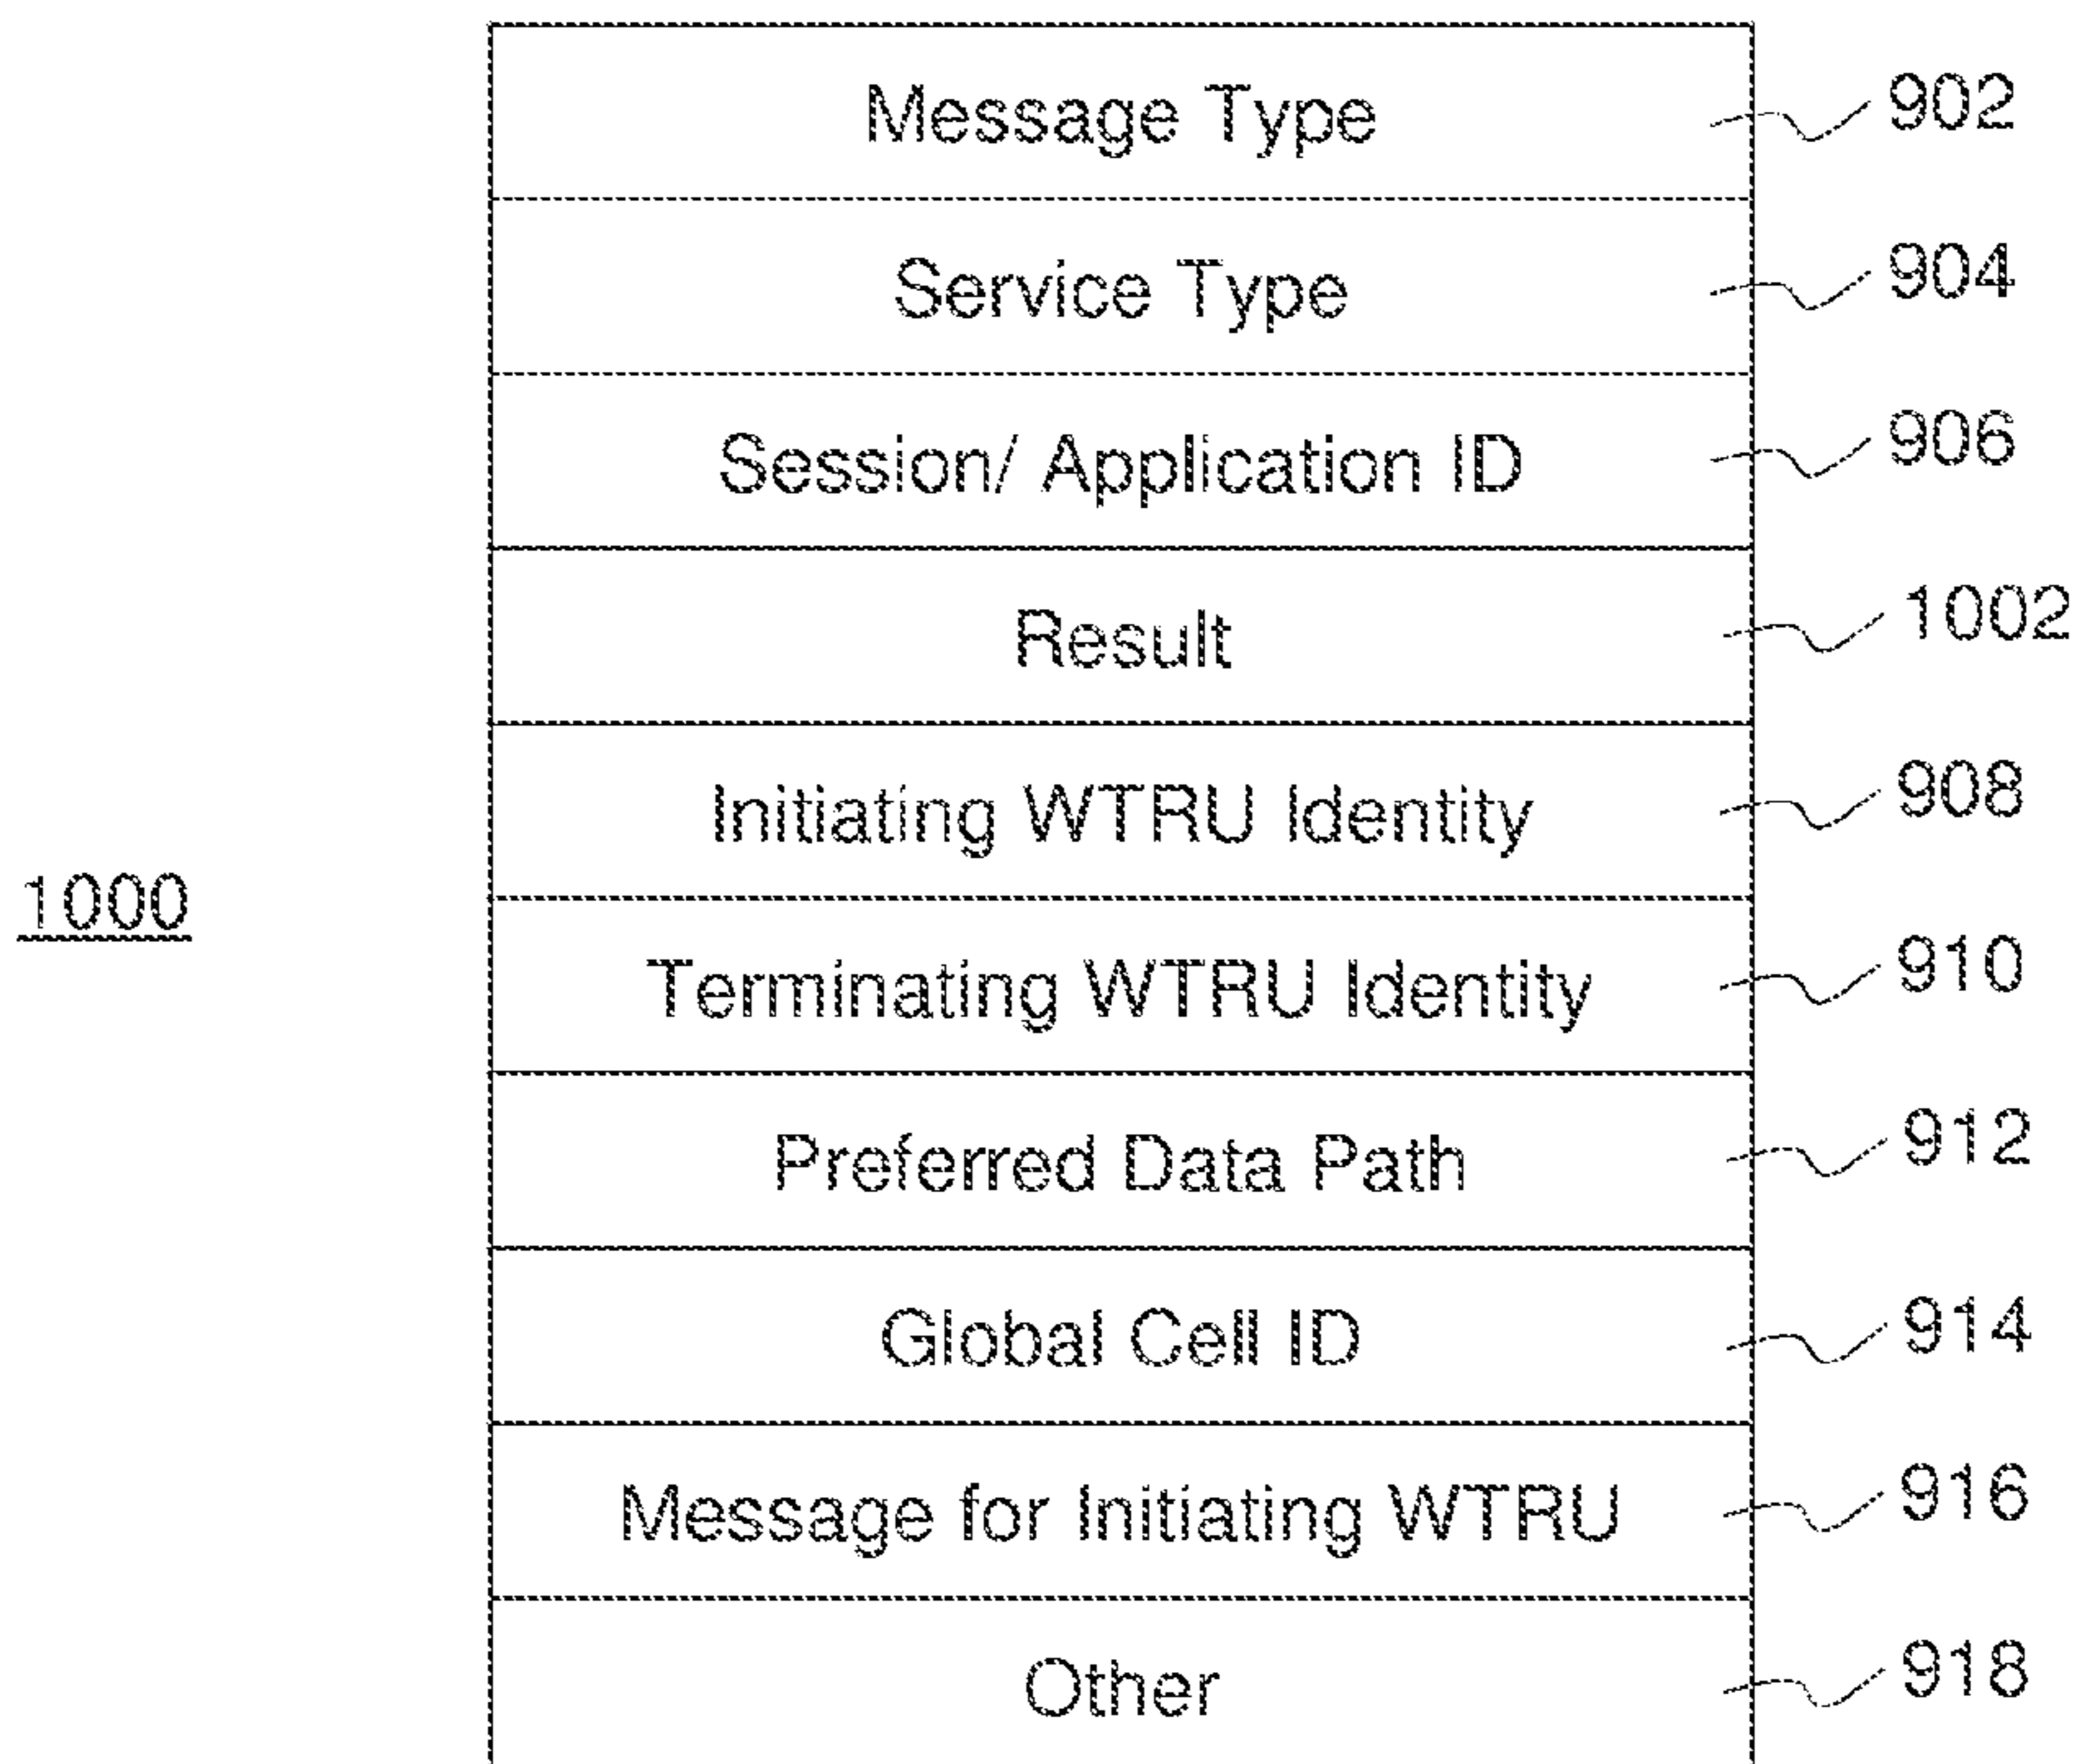 Message Type 902
Service Type 904
Session/ Application ID 906
Result 1002
Initiating WTRU Identity 908
1000
Terminating WTRU Identity 910
Preferred Data Path 912
Global Cell ID 914
Message for Initiating WTRU 916
Other 918